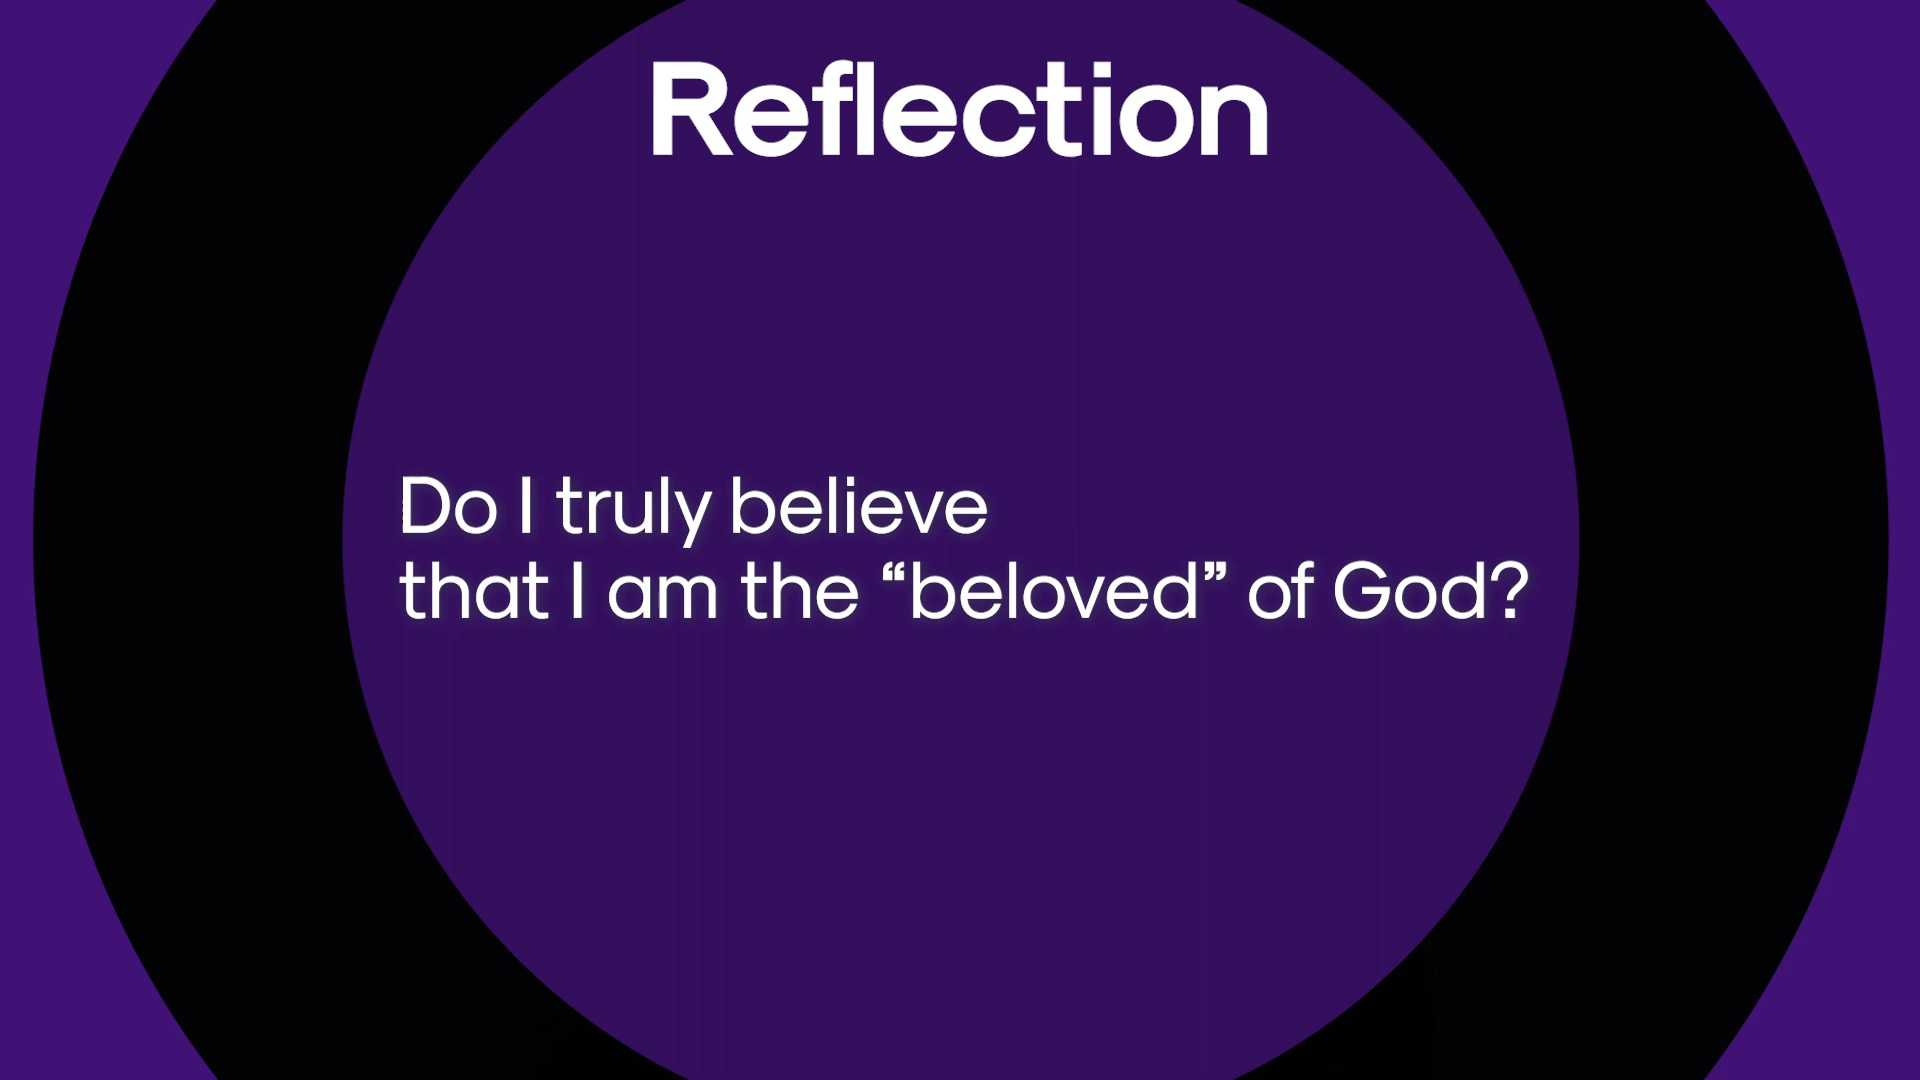 Reflection
Do I truly believe
that I am the “beloved” of God?